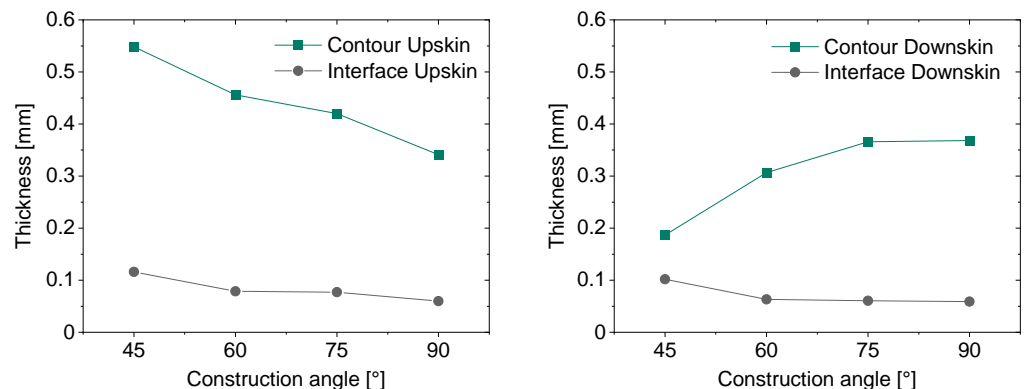 Thickness [mm]
0.6
0.5
0.4
0.3
0.2
0.1
0
Contour Upskin
Interface Upskin
45 60 75 90
Construction angle [°]
Thickness [mm]
0.6
0.5
0.4
0.3
0.2
0.1
0
Contour Downskin
Interface Downskin
45 60 75 90
Construction angle [°]